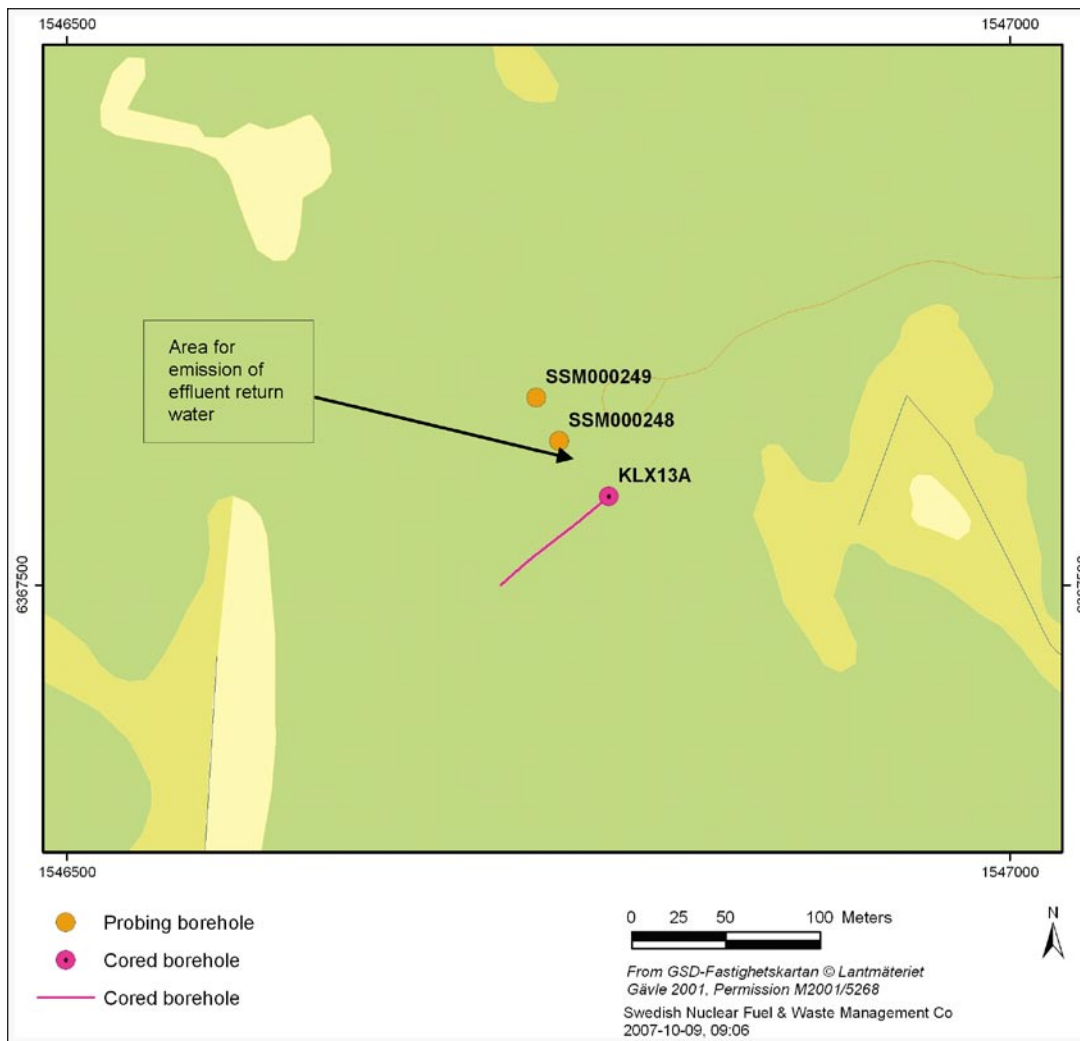 1546500
1547000
Area for
emission of
effluent return
water
SSM000249
SSM000248
KLX13A
6367500
6367500
1546500
1547000
Probing borehole
Cored borehole
Cored borehole
0 25 50 100 Meters
N
From GSD-Fastighetskartan © Lantmäteriet
Gävle 2001, Permission M2001/5268
Swedish Nuclear Fuel & Waste Management Co
2007-10-09, 09:06